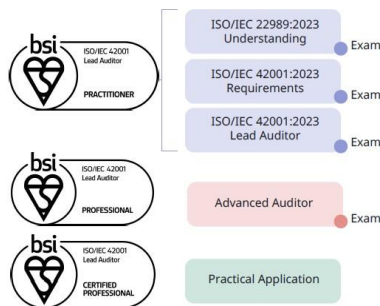 bsi
ISO/IEC 42001
Lead Auditor
PRACTITIONER
ISO/IEC 22989:2023
Understanding
Exam
ISO/IEC 42001:2023
Requirements
Exam
ISO/IEC 42001:2023
Lead Auditor
Exam
bsi
ISO/IEC 42001
Lead Auditor
PROFESSIONAL
Advanced Auditor
Exam
bsi
ISO/IEC 42001
Lead Auditor
CERTIFIED
PROFESSIONAL
Practical Application